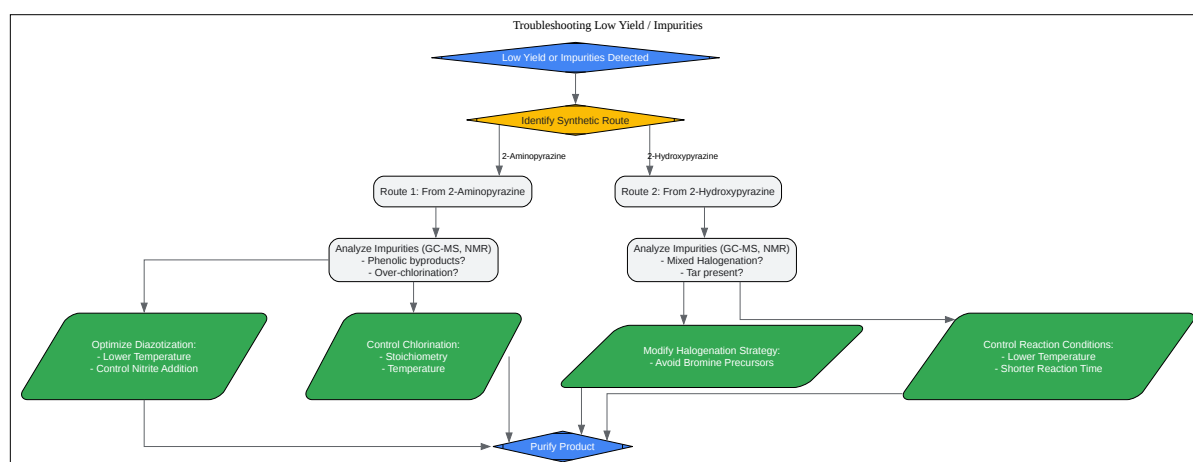 Troubleshooting Low Yield / Impurities
Low Yield or Impurities Detected
Identify Synthetic Route
2-Aminopyrazine
2-Hydroxypyrazine
Route 1: From 2-Aminopyrazine
Route 2: From 2-Hydroxypyrazine
Analyze Impurities (GC-MS, NMR)
- Phenolic byproducts?
- Over-chlorination?
Analyze Impurities (GC-MS, NMR)
- Mixed Halogenation?
- Tar present?
Optimize Diazotization:
- Lower Temperature
- Control Nitrite Addition
Control Chlorination:
- Stoichiometry
- Temperature
Modify Halogenation Strategy:
- Avoid Bromine Precursors
Control Reaction Conditions:
- Lower Temperature
- Shorter Reaction Time
Purify Product